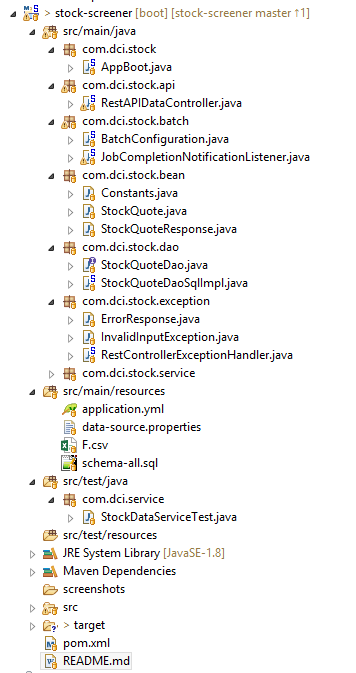 > stock-screener [boot] [stock-screener master ↑1]
src/main/java
com.dci.stock
AppBoot.java
com.dci.stock.api
RestAPIDataController.java
com.dci.stock.batch
BatchConfiguration.java
JobCompletionNotificationListener.java
com.dci.stock.bean
Constants.java
StockQuote.java
StockQuoteResponse.java
com.dci.stock.dao
StockQuoteDao.java
StockQuoteDaoSqlImpl.java
com.dci.stock.exception
ErrorResponse.java
InvalidInputException.java
RestControllerExceptionHandler.java
com.dci.stock.service
src/main/resources
application.yml
data-source.properties
F.csv
schema-all.sql
src/test/java
com.dci.service
StockDataServiceTest.java
src/test/resources
JRE System Library [JavaSE-1.8]
Maven Dependencies
screenshots
src
> target
pom.xml
README.md